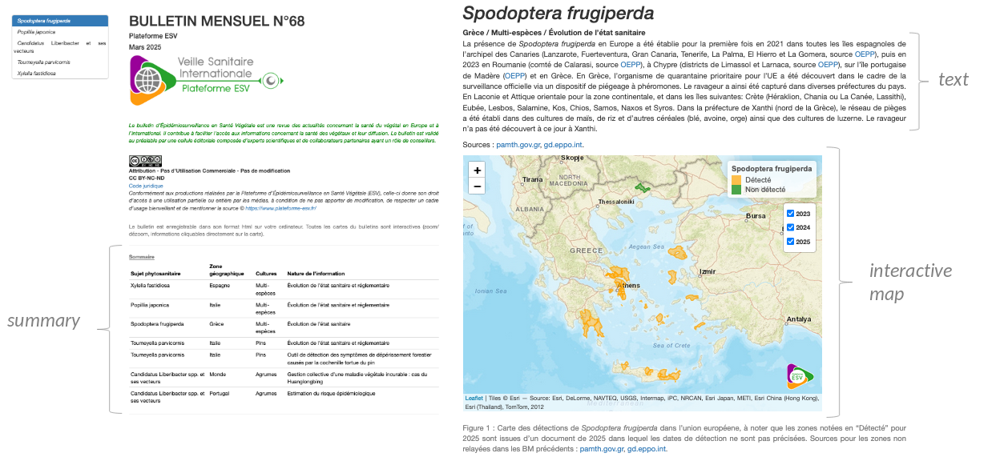 Spodoptera frugiperda
Popillia japonica
Candidatus Liberibacter et ses
vecteurs
Toumeyella parvicornis
Xylella fastidiosa
BULLETIN MENSUEL N°68
Plateforme ESV
Mars 2025
Veille Sanitaire
Internationale
Plateforme ESV
Le bulletin d'Épidémiosurveillance en Santé Végétale est une revue des actualités concernant la santé du végétal en Europe et à
l'International. Il contribue à faciliter l'accès aux informations concernant la santé des végétaux et leur diffusion. Le bulletin est validé
au préalable par une cellule éditoriale composée d'experts scientifiques et de collaborateurs partenaires ayant un rôle de conseillers.
Attribution - Pas d'Utilisation Commerciale - Pas de modification
CC BY-NC-ND
Code juridique
Conformément aux productions réalisées par la Plateforme d'Épidémiosurveillance en Santé Végétale (ESV), celle-ci donne son droit
d'accès à une utilisation partielle ou entière par les médias, à condition de ne pas apporter de modification, de respecter un cadre
d'usage bienveillant et de mentionner la source © https://www.plateforme-esv.fr/
Le bulletin est enregistrable dans son format html sur votre ordinateur. Toutes les cartes du bulletins sont interactives (zoom/
dézoom, informations cliquables directement sur la carte).
Sommaire
Sujet phytosanitaire Zone géographique Cultures Nature de l'information
Xylella fastidiosa Espagne Multi-espèces Évolution de l'état sanitaire et réglementaire
Popillia japonica Italie Multi-espèces Évolution de l'état sanitaire et réglementaire
Spodoptera frugiperda Grèce Multi-espèces Évolution de l'état sanitaire
Toumeyella parvicornis Italie Pins Évolution de l'état sanitaire et réglementaire
Toumeyella parvicornis Italie Pins Outil de détection des symptômes de dépérissement forestier
causés par la cochenille tortue du pin
Candidatus Liberibacter spp. et Monde Agrumes Gestion collective d'une maladie végétale incurable : cas du
ses vecteurs Huanglongbing
Candidatus Liberibacter spp. et Portugal Agrumes Estimation du risque épidémiologique
ses vecteurs
summary
Spodoptera frugiperda
Grèce / Multi-espèces / Évolution de l'état sanitaire
La présence de Spodoptera frugiperda en Europe a été établie pour la première fois en 2021 dans toutes les îles espagnoles de
l'archipel des Canaries (Lanzarote, Fuerteventura, Gran Canaria, Tenerife, La Palma, El Hierro et La Gomera, source OEPP), puis en
2023 en Roumanie (comté de Calarasi, source OEPP), à Chypre (districts de Limassol et Larnaca, source OEPP), sur l'île portugaise
de Madère (OEPP) et en Grèce. En Grèce, l'organisme de quarantaine prioritaire pour l'UE a été découvert dans le cadre de la
surveillance officielle via un dispositif de piégeage à phéromones. Le ravageur a ainsi été capturé dans diverses préfectures du pays.
En Laconie et Attique orientale pour la zone continentale, et dans les îles suivantes: Crète (Héraklion, Chania ou La Canée, Lassithi),
Eubée, Lesbos, Salamine, Kos, Chios, Samos, Naxos et Syros. Dans la préfecture de Xanthi (nord de la Grèce), le réseau de pièges
a été établi dans des cultures de maïs, de riz et d'autres céréales (blé, avoine, orge) ainsi que des cultures de luzerne. Le ravageur
n'a pas été découvert à ce jour à Xanthi.
text
Sources : pamth.gov.gr, gd.eppo.int.
+
−
Skopje
Tirana
NORTH
MACEDONIA
ALBANIA
Thessaloniki
Bursa
GREECE
Aegean Sea
Athens
Izmir
Ionian Sea
Antalya
Sea of Crete
Gulf of
Spodoptera frugiperda
Détecté
Non détecté
2023
2024
2025
ESV
Leaflet | Tiles © Esri — Source: Esri, DeLorme, NAVTEQ, USGS, Intermap, iPC, NRCAN, Esri Japan, METI, Esri China (Hong Kong),
Esri (Thailand), TomTom, 2012
interactive
map
Figure 1 : Carte des détections de Spodoptera frugiperda dans l'union européenne, à noter que les zones notées en "Détecté" pour
2025 sont issues d'un document de 2025 dans lequel les dates de détection ne sont pas précisées. Sources pour les zones non
relayées dans les BM précédents : pamth.gov.gr, gd.eppo.int.